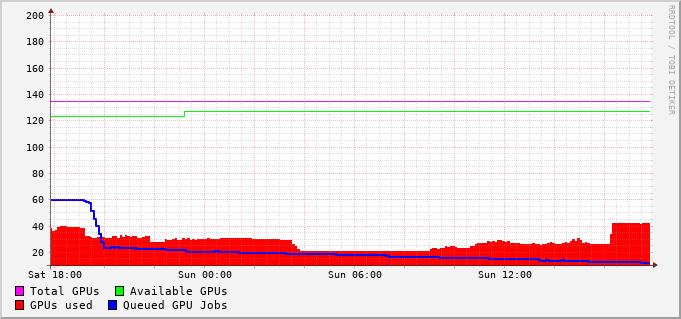 200
180
160
140
120
100
80
60
40
20
Sat 18:00 Sun 00:00 Sun 06:00 Sun 12:00
Total GPUs Available GPUs
GPUs used Queued GPU Jobs
RRDTOOL / TOBI OETIKER